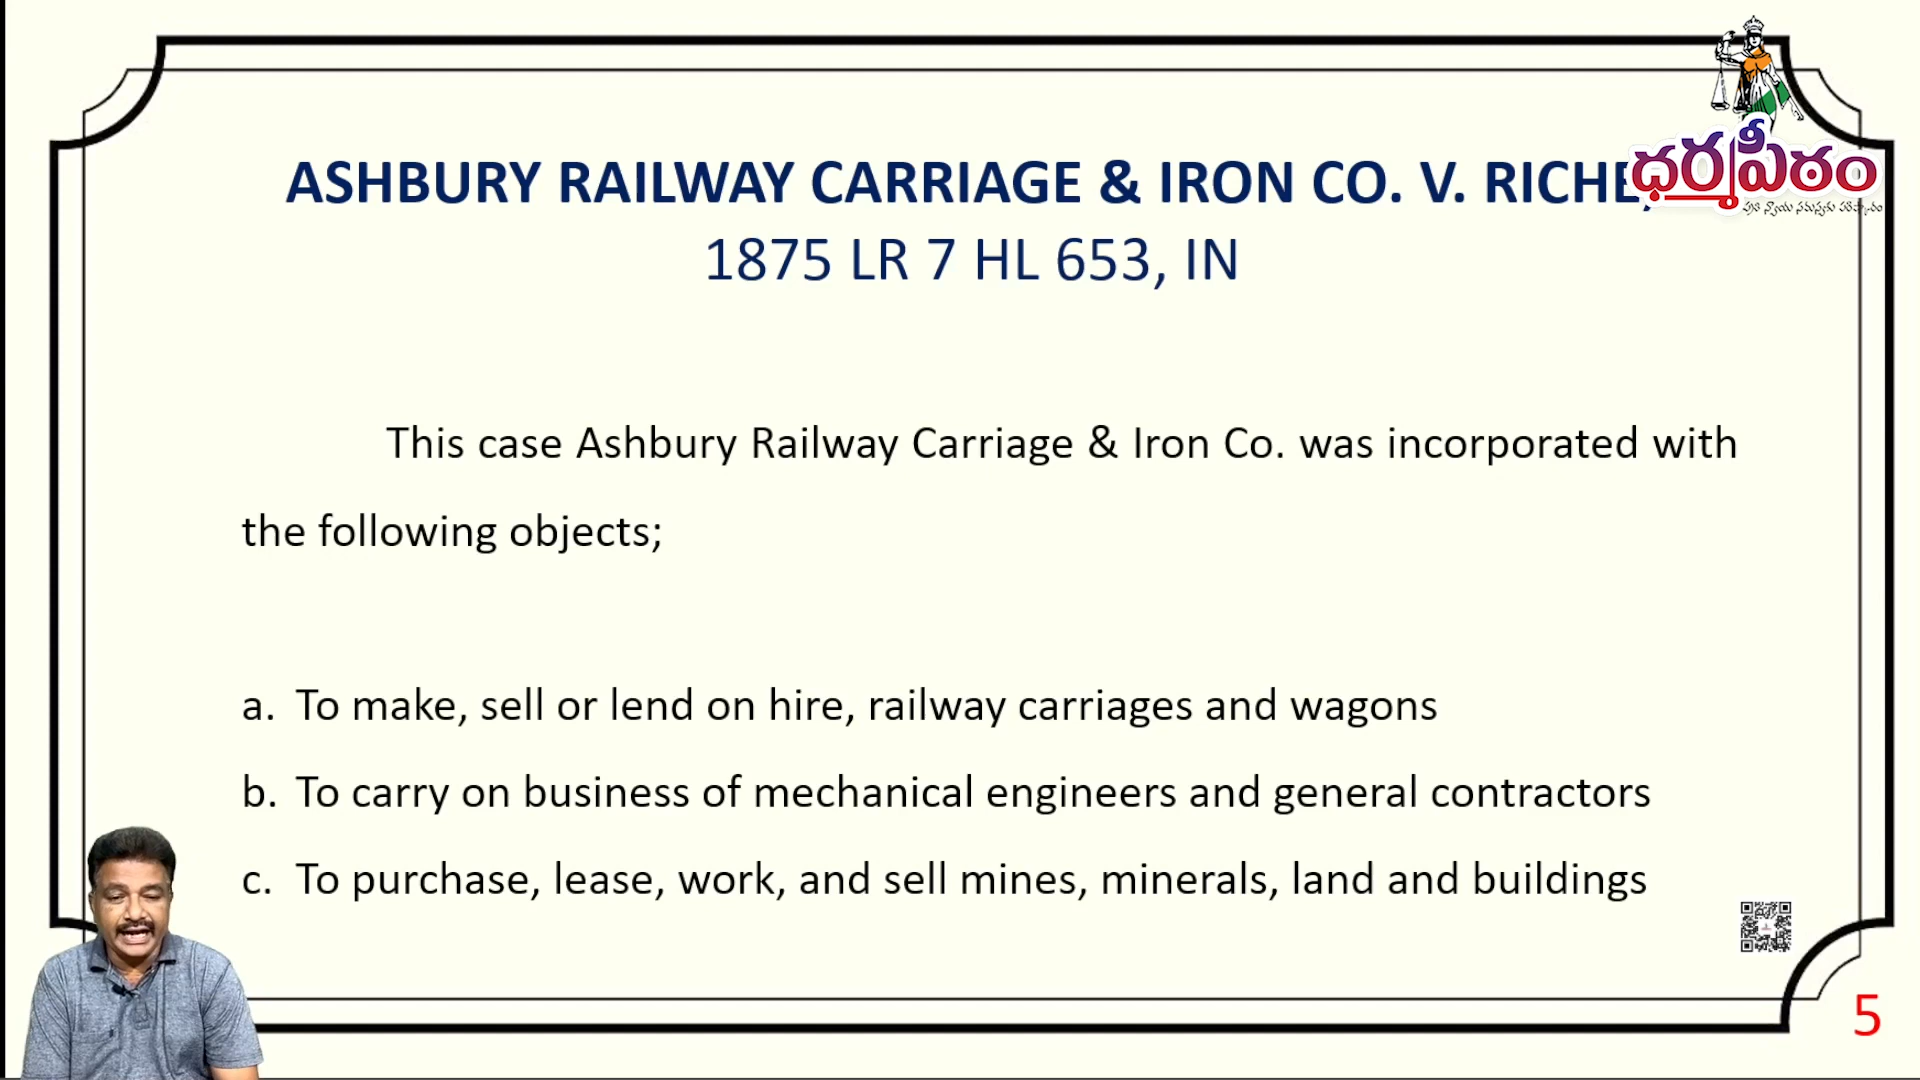 ASHBURY RAILWAY CARRIAGE & IRON CO. V. RICHE,
1875 LR 7 HL 653, IN
ధర్మపీఠం
This case Ashbury Railway Carriage & Iron Co. was incorporated with
the following objects;
a. To make, sell or lend on hire, railway carriages and wagons
b. To carry on business of mechanical engineers and general contractors
c. To purchase, lease, work, and sell mines, minerals, land and buildings
5